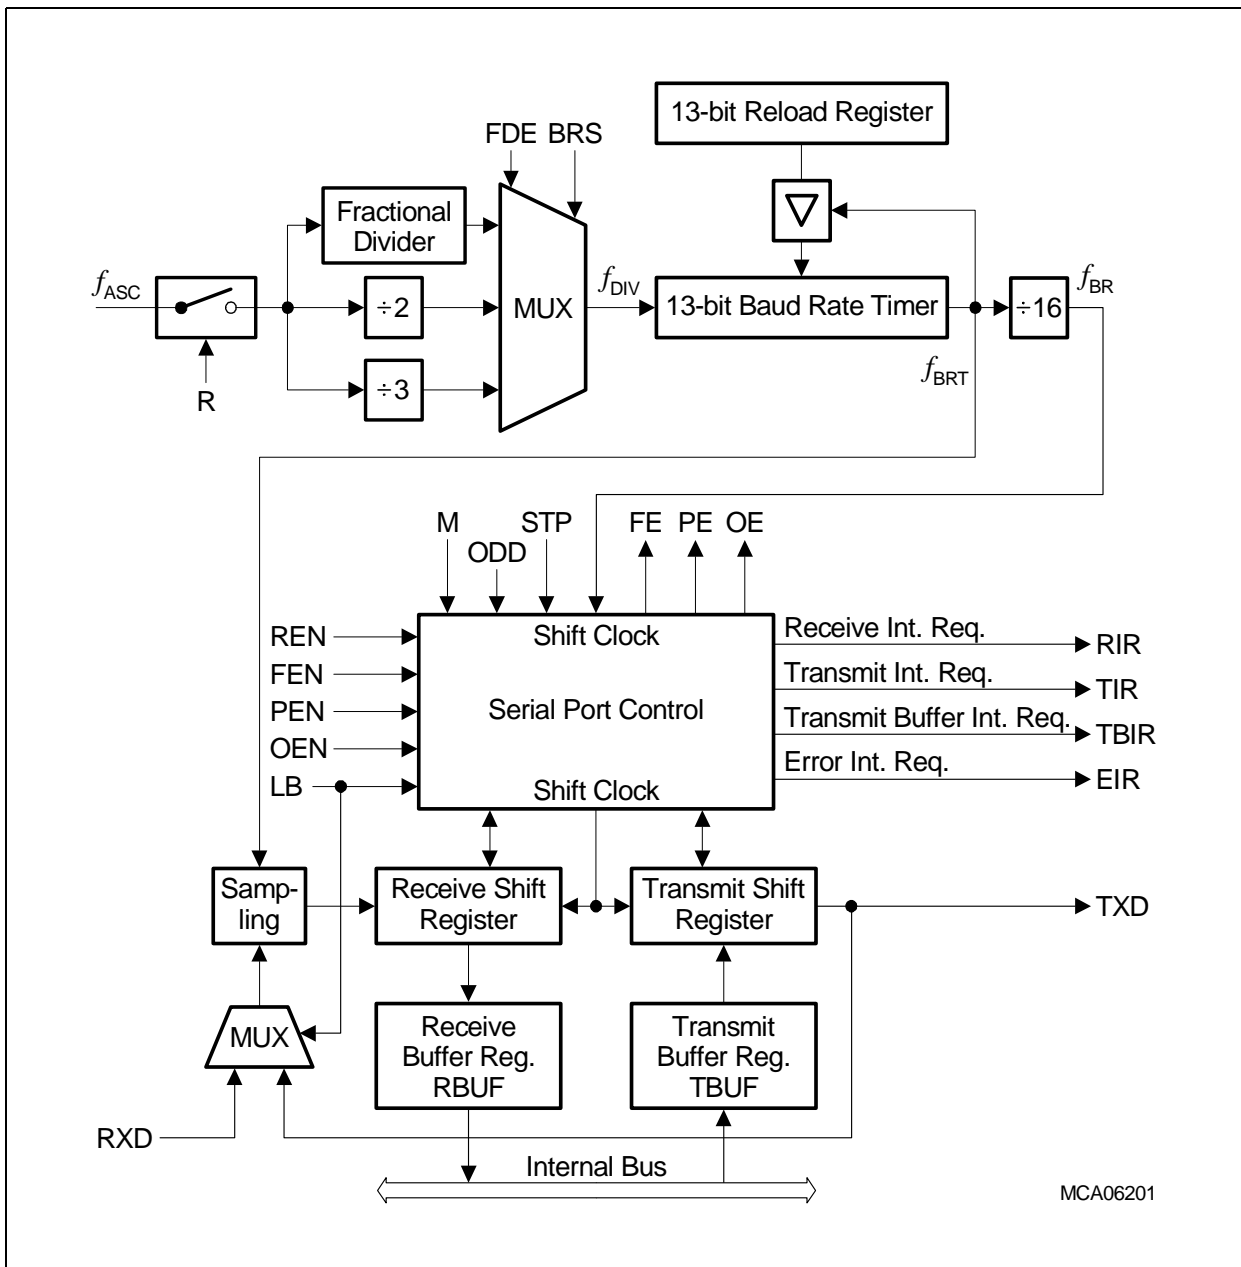 13-bit Reload Register
FDE BRS
Fractional
Divider
fASC
÷2
MUX
fDIV
13-bit Baud Rate Timer
÷16
fBR
fBRT
÷3
R
M
STP
FE
PE
OE
ODD
REN
FEN
PEN
OEN
LB
Shift Clock
Serial Port Control
Shift Clock
Receive Int. Req.
RIR
Transmit Int. Req.
TIR
Transmit Buffer Int. Req.
TBIR
Error Int. Req.
EIR
Samp-
ling
Receive Shift
Register
Transmit Shift
Register
TXD
MUX
Receive
Buffer Reg.
RBUF
Transmit
Buffer Reg.
TBUF
RXD
Internal Bus
MCA06201